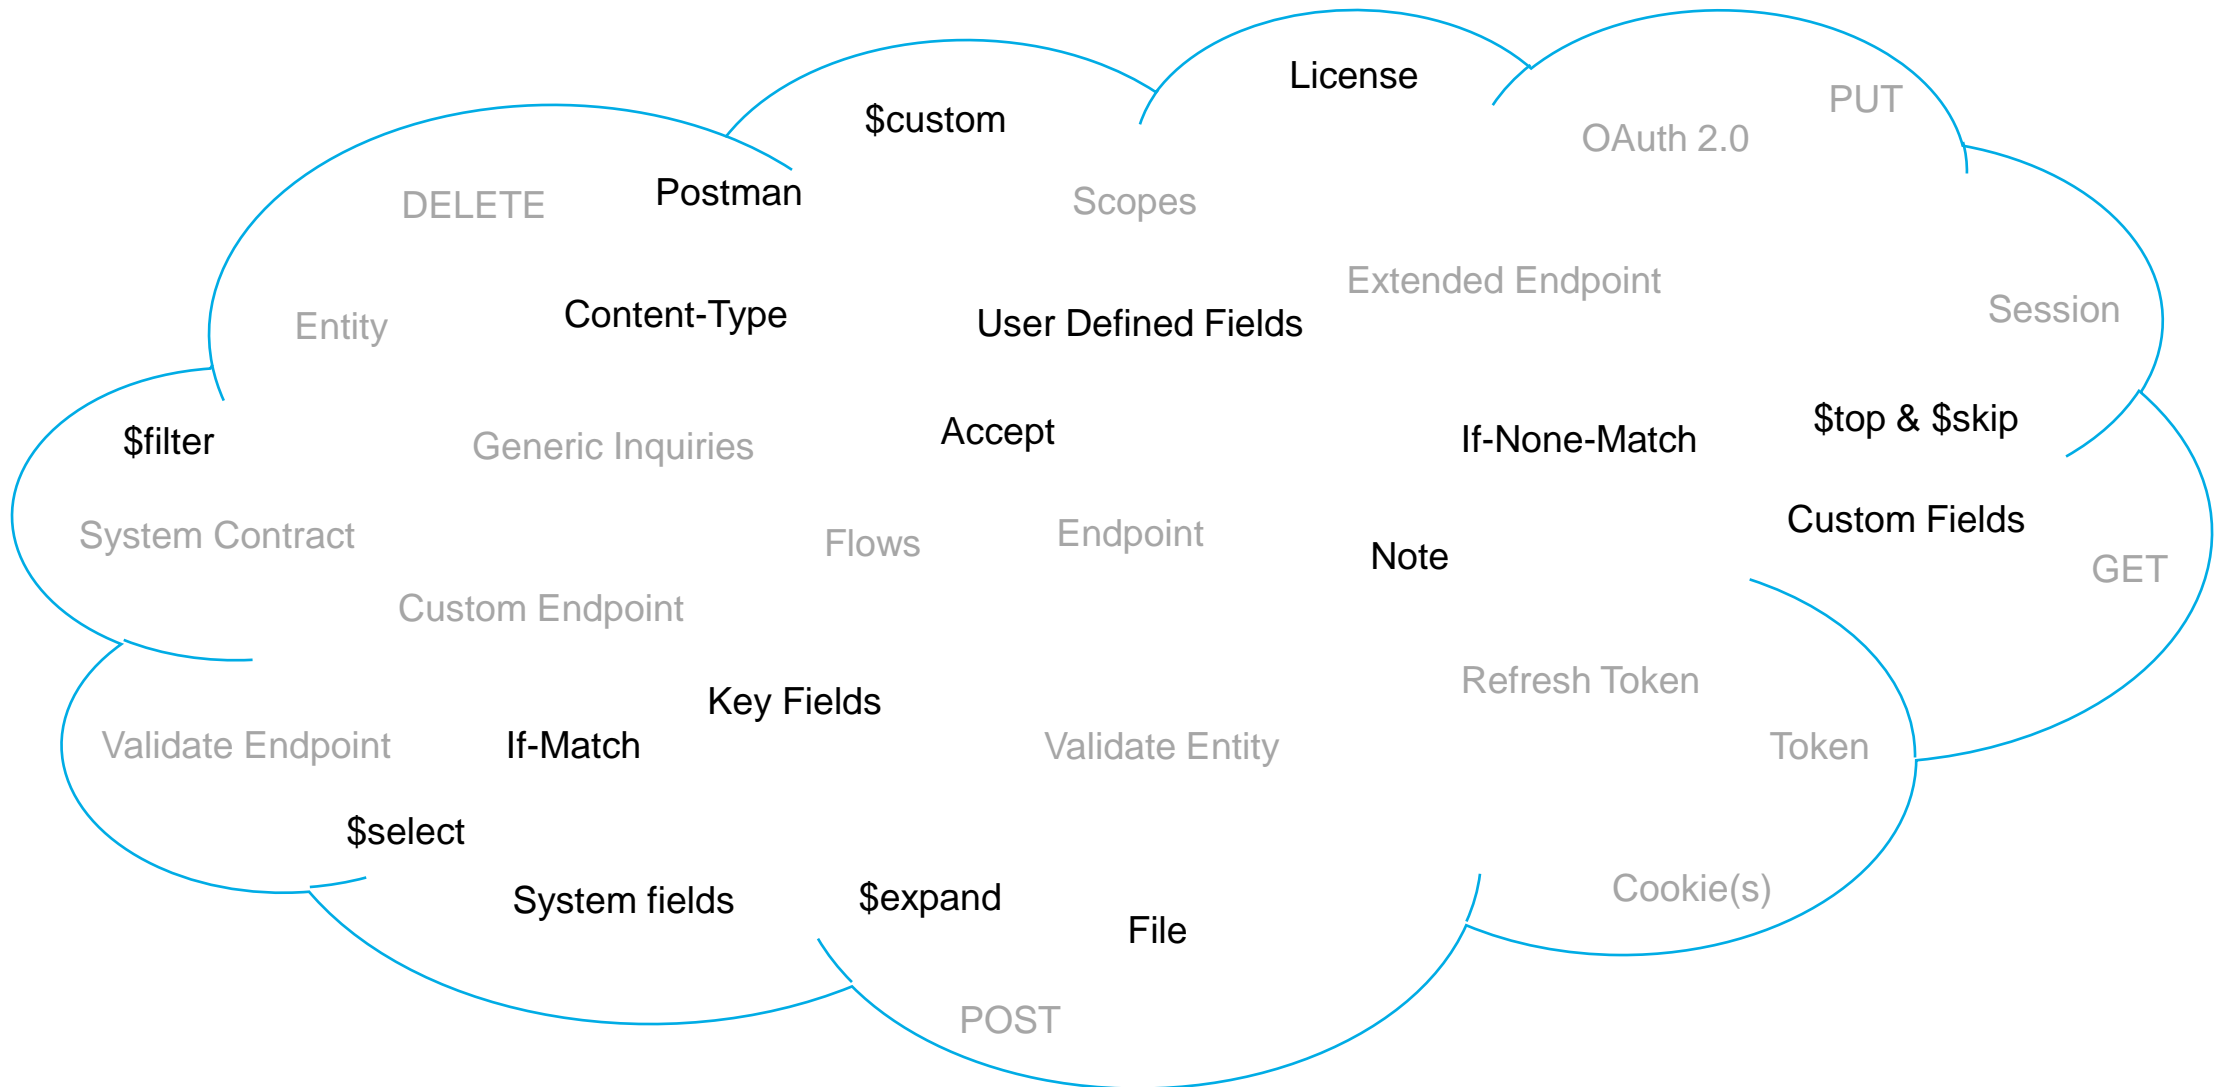 License
PUT
$custom
OAuth 2.0
Postman
Scopes
DELETE
Extended Endpoint
Session
Content-Type
User Defined Fields
Entity
$top & $skip
Accept
If-None-Match
$filter
Generic Inquiries
Custom Fields
Endpoint
System Contract
Flows
Note
GET
Custom Endpoint
Refresh Token
Key Fields
Validate Endpoint
If-Match
Validate Entity
Token
$select
Cookie(s)
$expand
System fields
File
POST